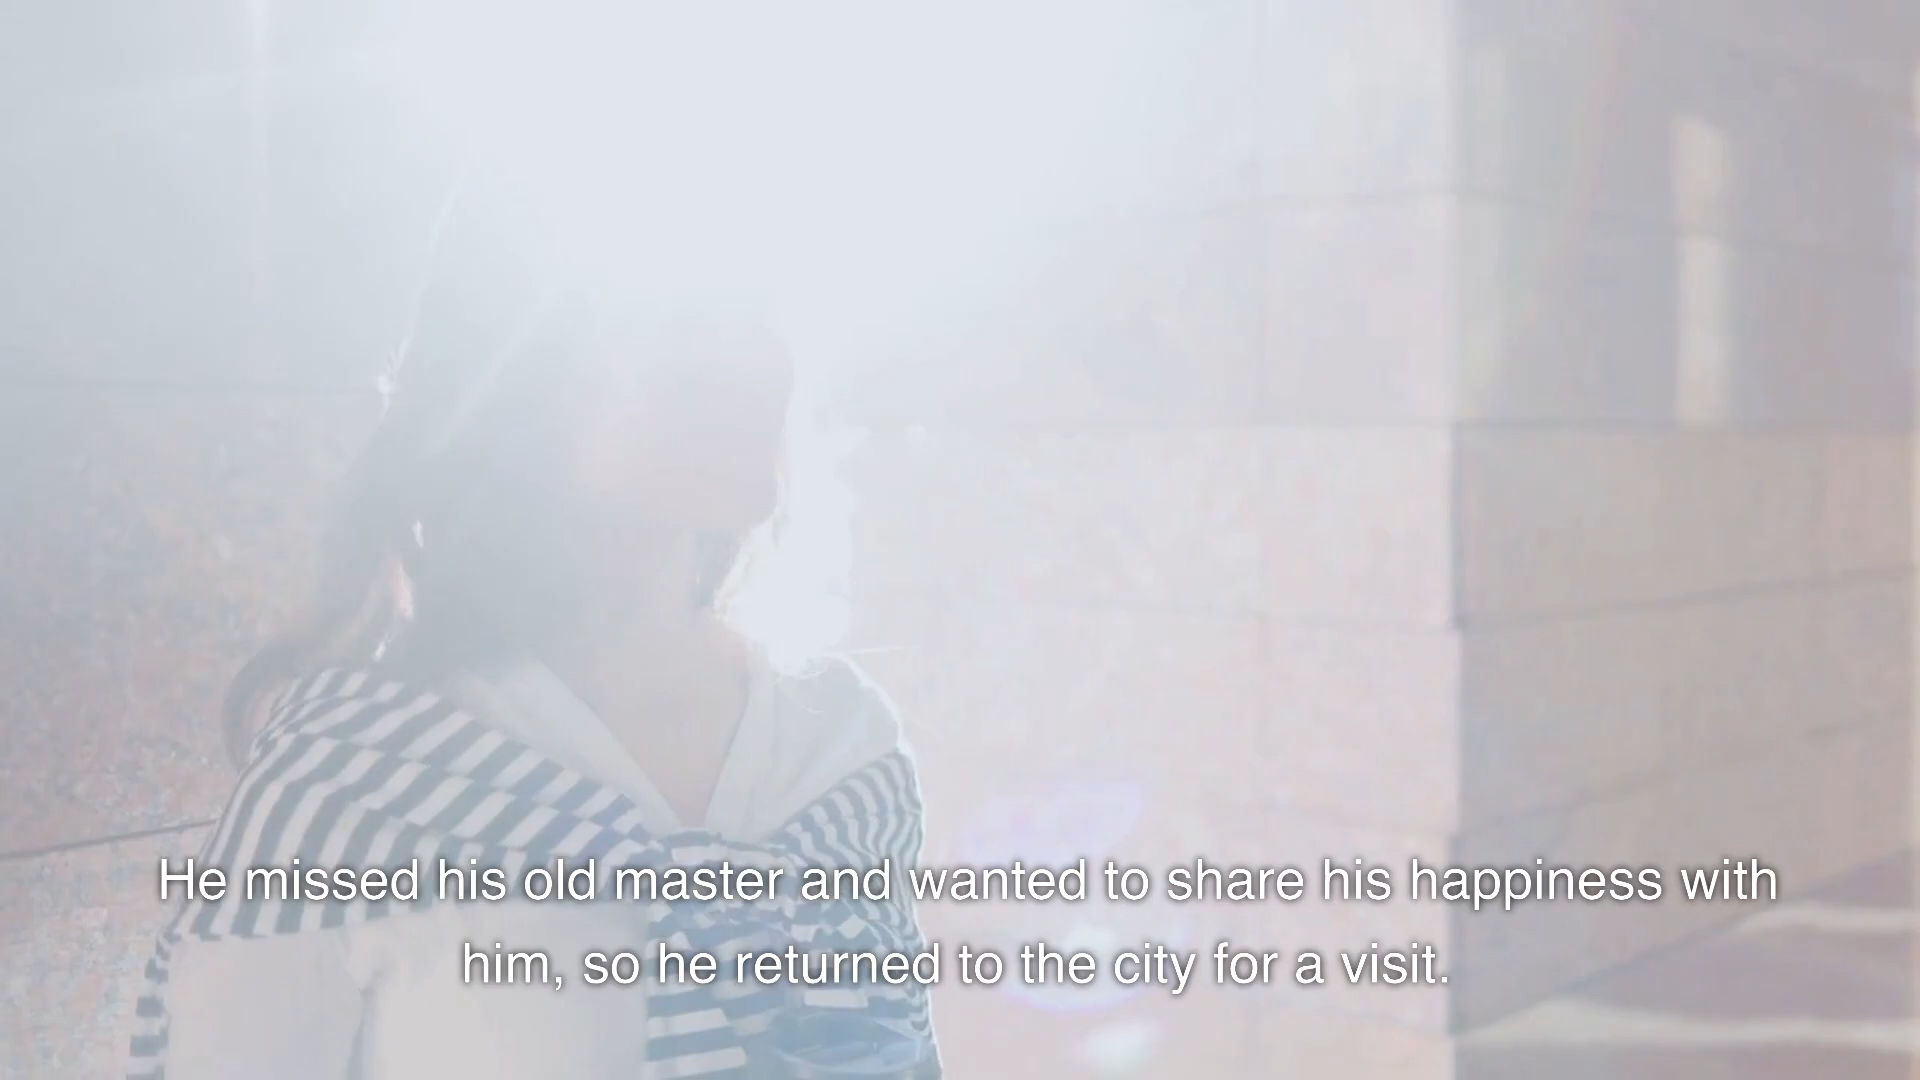 He missed his old master and wanted to share his happiness with
him, so he returned to the city for a visit.